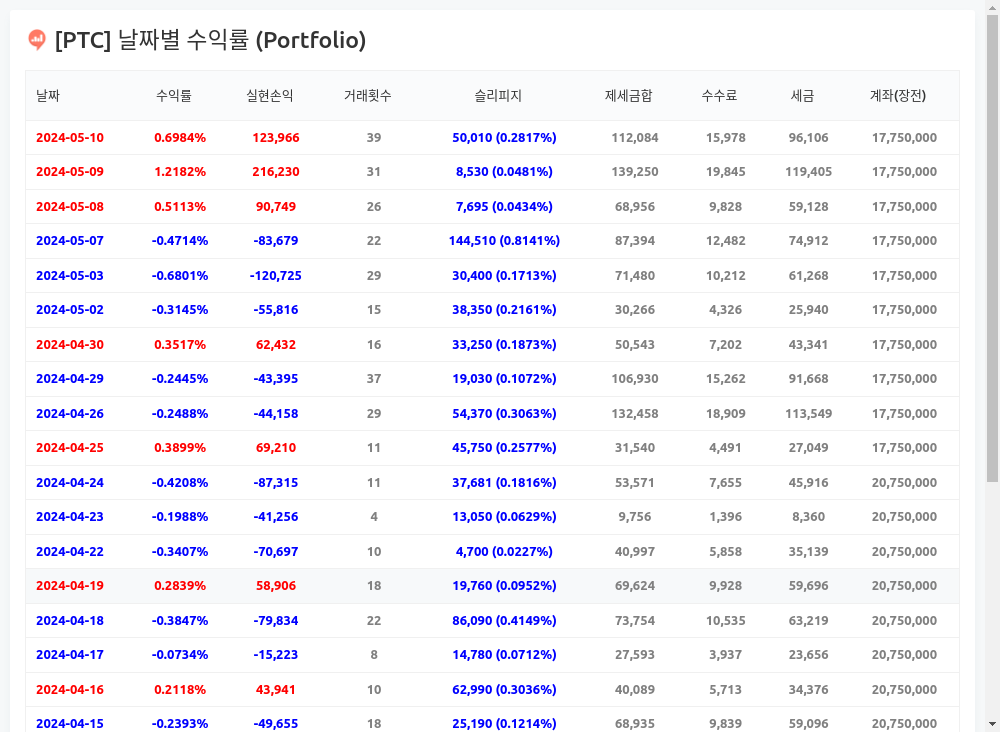 [PTC] 날짜별 수익률 (Portfolio)
날짜 수익률 실현손익 거래횟수 슬리피지 제세금합 수수료 세금 계좌(장전)
2024-05-10 0.6984% 123,966 39 50,010 (0.2817%) 112,084 15,978 96,106 17,750,000
2024-05-09 1.2182% 216,230 31 8,530 (0.0481%) 139,250 19,845 119,405 17,750,000
2024-05-08 0.5113% 90,749 26 7,695 (0.0434%) 68,956 9,828 59,128 17,750,000
2024-05-07 -0.4714% -83,679 22 144,510 (0.8141%) 87,394 12,482 74,912 17,750,000
2024-05-03 -0.6801% -120,725 29 30,400 (0.1713%) 71,480 10,212 61,268 17,750,000
2024-05-02 -0.3145% -55,816 15 38,350 (0.2161%) 30,266 4,326 25,940 17,750,000
2024-04-30 0.3517% 62,432 16 33,250 (0.1873%) 50,543 7,202 43,341 17,750,000
2024-04-29 -0.2445% -43,395 37 19,030 (0.1072%) 106,930 15,262 91,668 17,750,000
2024-04-26 -0.2488% -44,158 29 54,370 (0.3063%) 132,458 18,909 113,549 17,750,000
2024-04-25 0.3899% 69,210 11 45,750 (0.2577%) 31,540 4,491 27,049 17,750,000
2024-04-24 -0.4208% -87,315 11 37,681 (0.1816%) 53,571 7,655 45,916 20,750,000
2024-04-23 -0.1988% -41,256 4 13,050 (0.0629%) 9,756 1,396 8,360 20,750,000
2024-04-22 -0.3407% -70,697 10 4,700 (0.0227%) 40,997 5,858 35,139 20,750,000
2024-04-19 0.2839% 58,906 18 19,760 (0.0952%) 69,624 9,928 59,696 20,750,000
2024-04-18 -0.3847% -79,834 22 86,090 (0.4149%) 73,754 10,535 63,219 20,750,000
2024-04-17 -0.0734% -15,223 8 14,780 (0.0712%) 27,593 3,937 23,656 20,750,000
2024-04-16 0.2118% 43,941 10 62,990 (0.3036%) 40,089 5,713 34,376 20,750,000
2024-04-15 -0.2393% -49,655 18 25,190 (0.1214%) 68,935 9,839 59,096 20,750,000